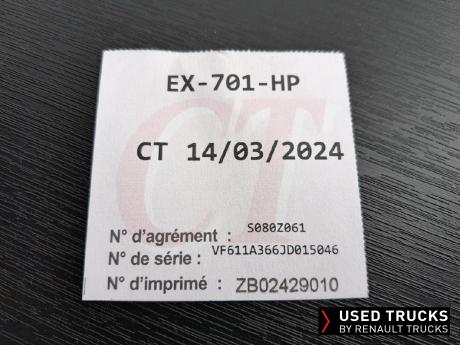 EX-701-HP
CT
CT 14/03/2024
N° d'agrément : S080Z061
N° de série : VF611A366JD015046
N° d'imprimé : ZB02429010
USED TRUCKS
BY RENAULT TRUCKS